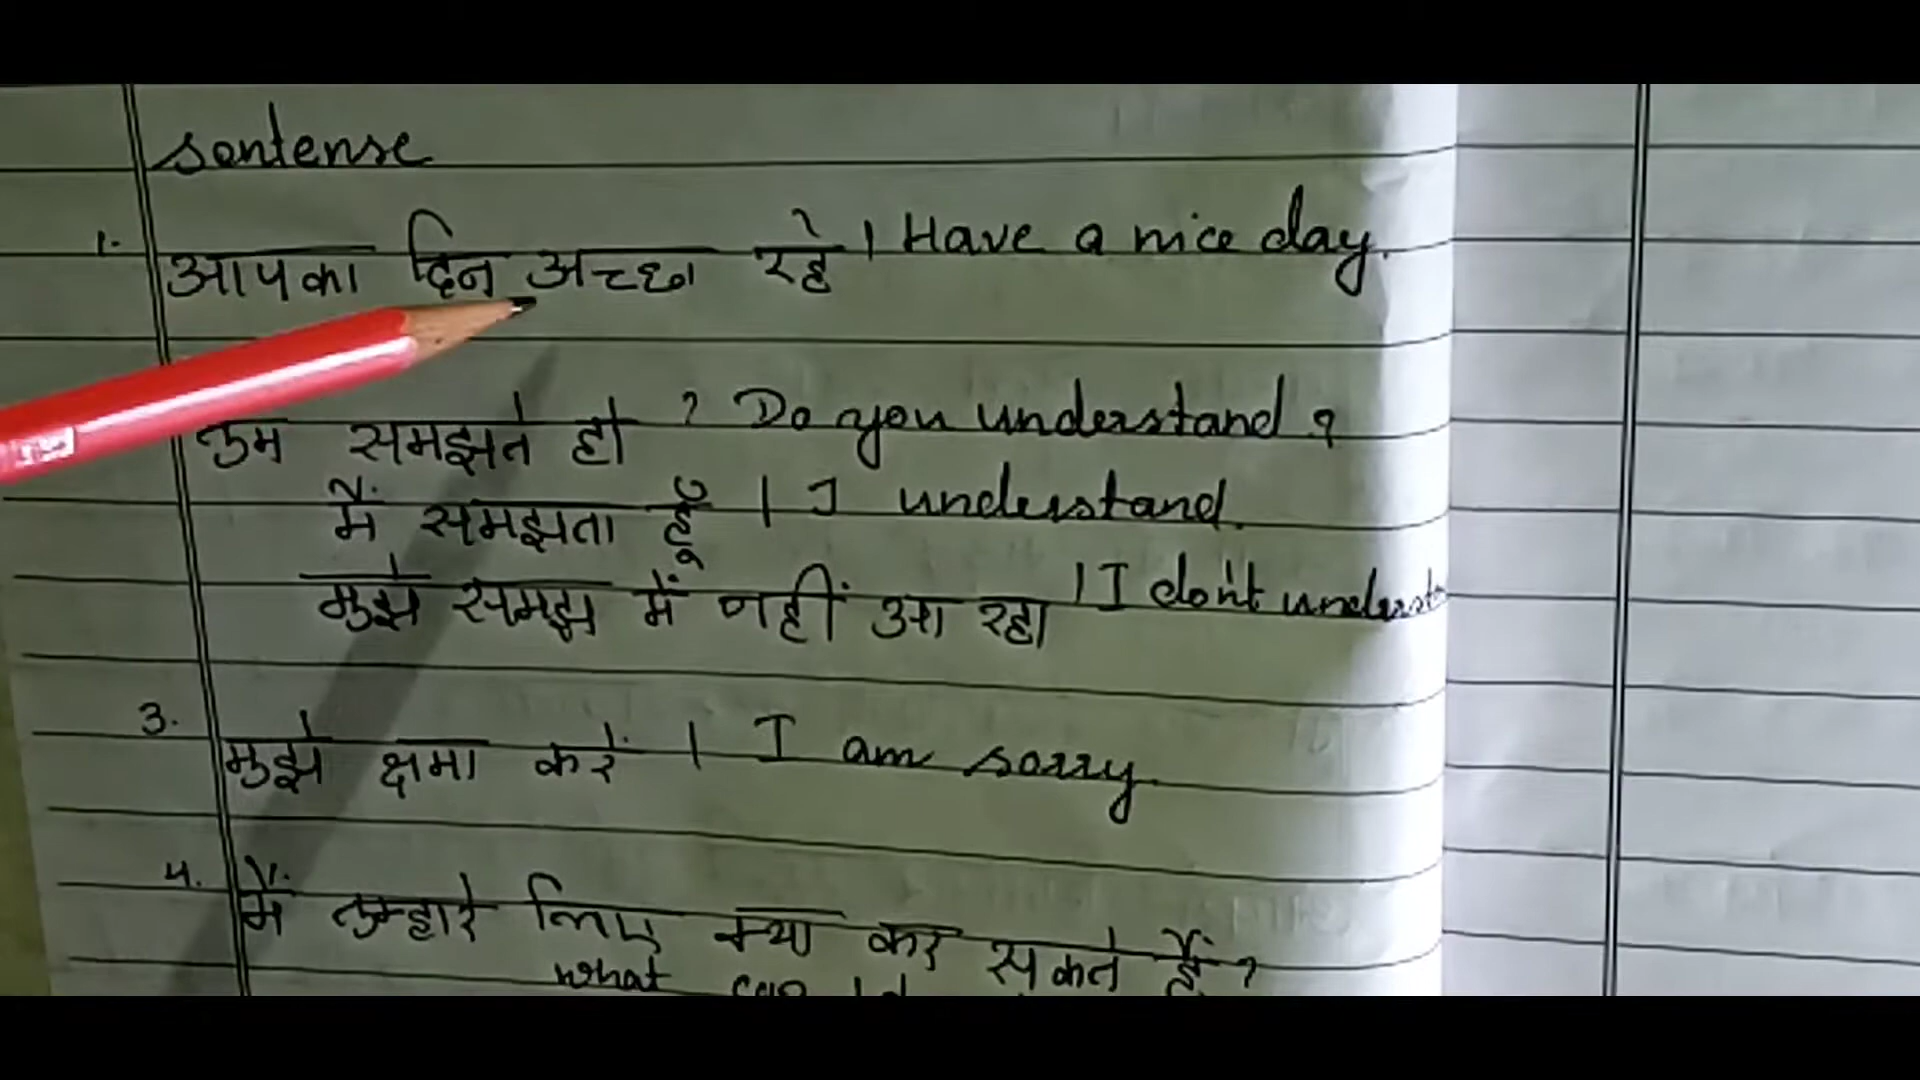 sentense
1. आपका दिन अच्छा रहे । Have a nice day.
तुम समझते हो ? Do you understand ?
मैं समझता हूँ । I understand.
मुझे समझ में नहीं आ रहा । I don't
3. मुझे क्षमा करें । I am sorry.
4. मैं तुम्हारे लिए क्या कर सकते हैं ?
what can I